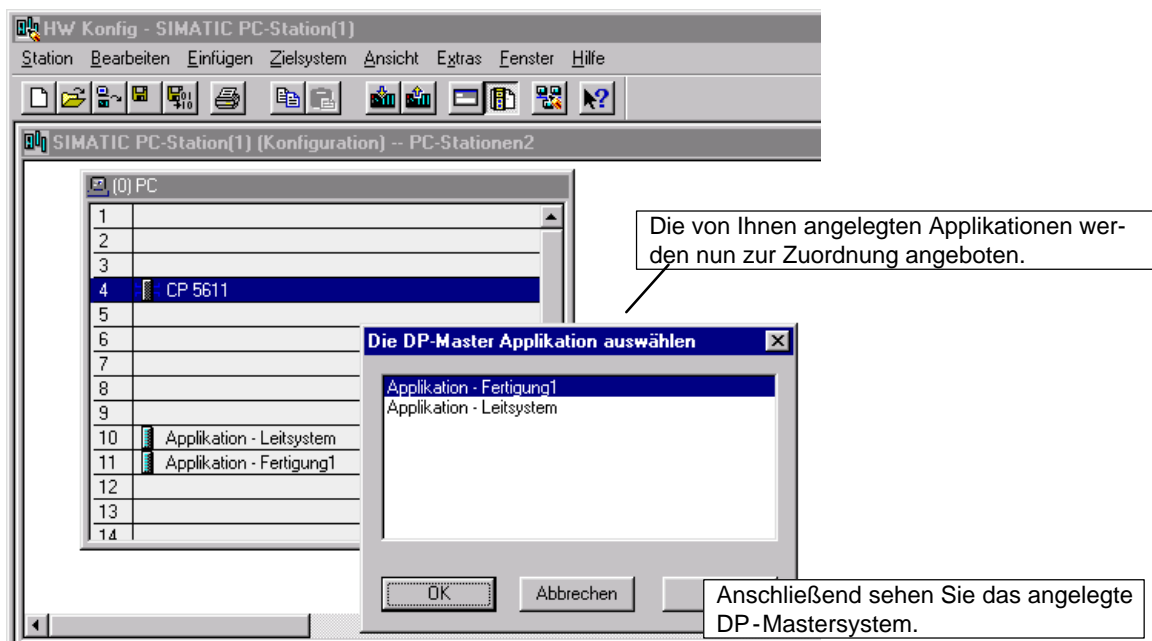 HW Konfig - SIMATIC PC-Station(1)
Station Bearbeiten Einfügen Zielsystem Ansicht Extras Fenster Hilfe
SIMATIC PC-Station(1) (Konfiguration) -- PC-Stationen2
(0) PC
1
2
3
4 CP 5611
5
6
7
8
9
10 Applikation - Leitsystem
11 Applikation - Fertigung1
12
13
14
Die von Ihnen angelegten Applikationen wer-
den nun zur Zuordnung angeboten.
Die DP-Master Applikation auswählen
Applikation - Fertigung1
Applikation - Leitsystem
OK Abbrechen
Anschließend sehen Sie das angelegte
DP-Mastersystem.